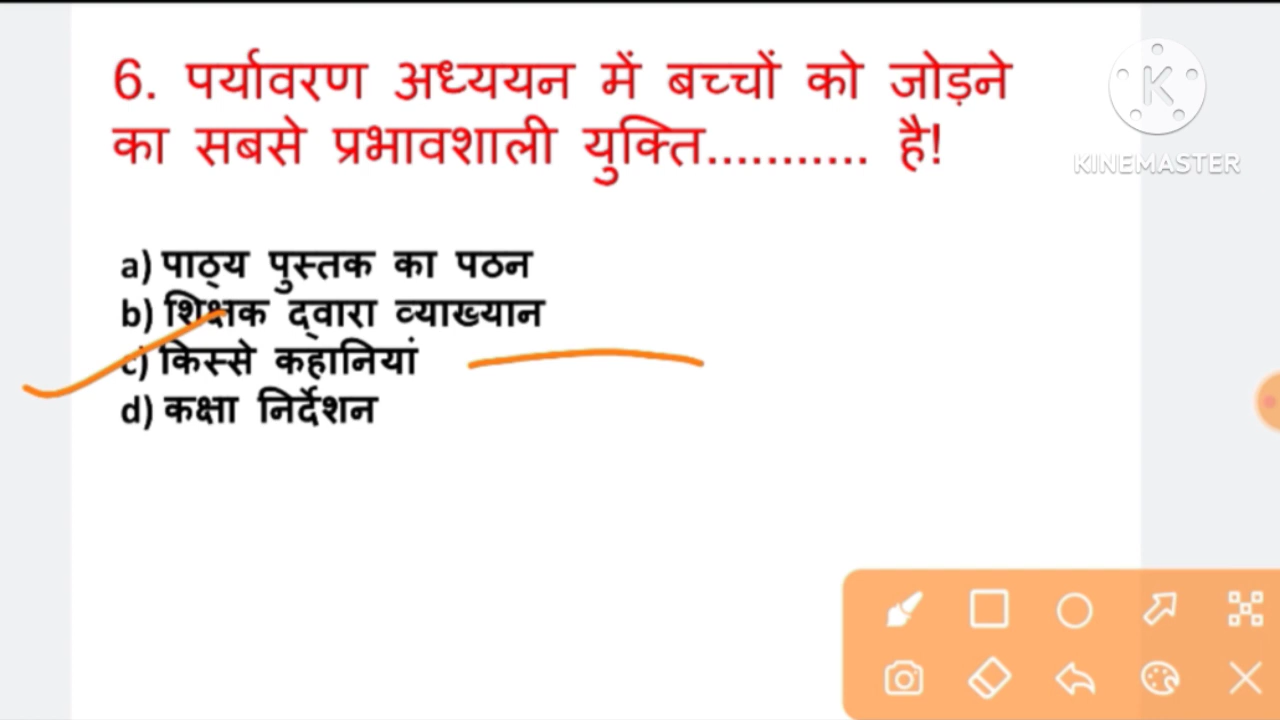 6. पर्यावरण अध्ययन में बच्चों को जोड़ने
का सबसे प्रभावशाली युक्ति........... है!
KINEMASTER
a) पाठ्य पुस्तक का पठन
b) शिक्षक द्वारा व्याख्यान
c) किस्से कहानियां
d) कक्षा निर्देशन